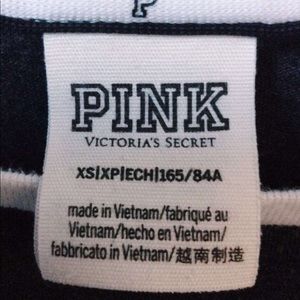 P
PINK
VICTORIA'S SECRET
XS|XP|ECH|165/84A
made in Vietnam/fabriqué au
Vietnam/hecho en Vietnam/
fabbricato in Vietnam/越南制造